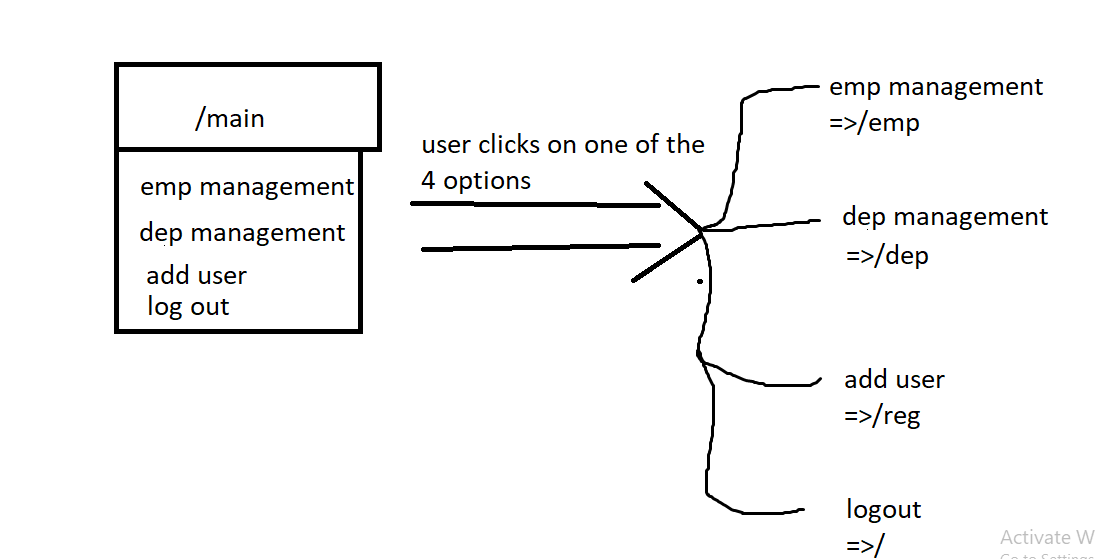 /main
emp management
dep management
add user
log out
user clicks on one of the
4 options
emp management
=>/emp
dep management
=>/dep
add user
=>/reg
logout
=>/
Activate W
Go to Settings